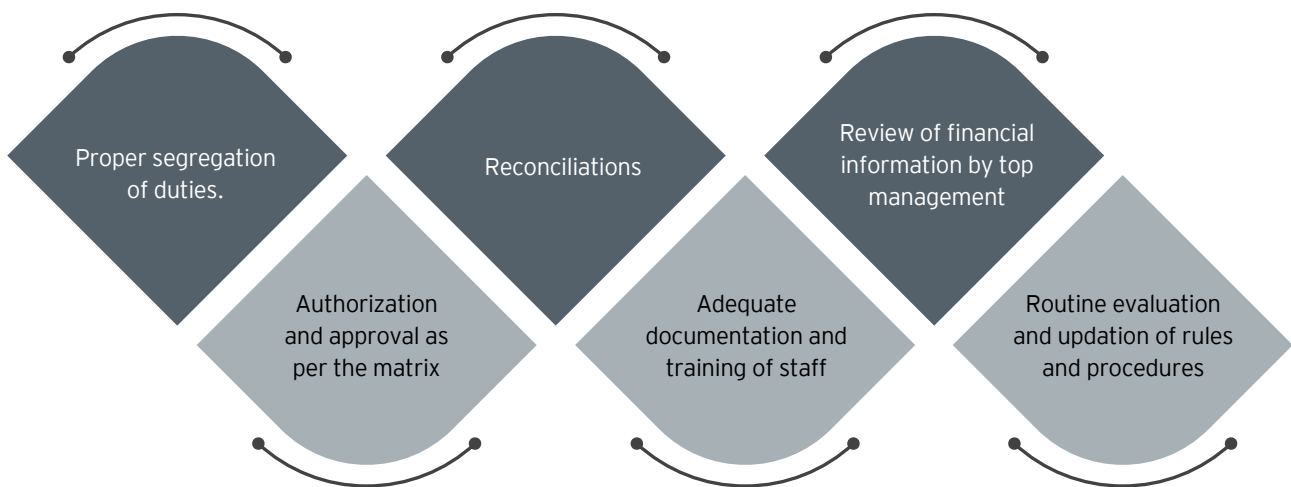 Proper segregation
of duties.
Authorization
and approval as
per the matrix
Reconciliations
Adequate
documentation and
training of staff
Review of financial
information by top
management
Routine evaluation
and updation of rules
and procedures